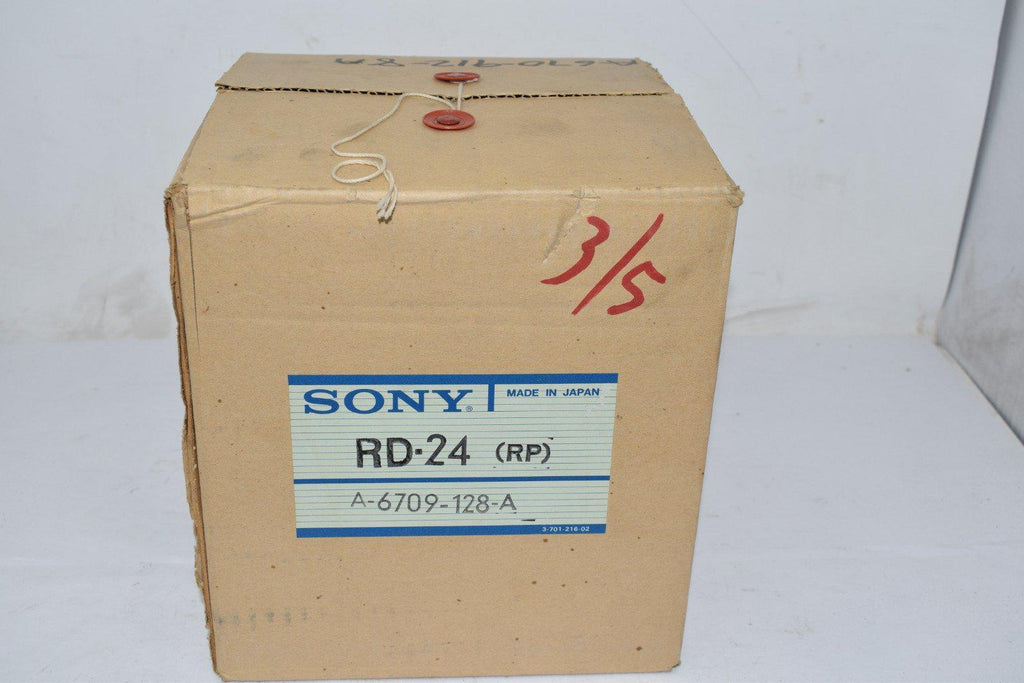 3/5
SONY®
MADE IN JAPAN
RD-24 (RP)
A-6709-128-A
3-701-216-02